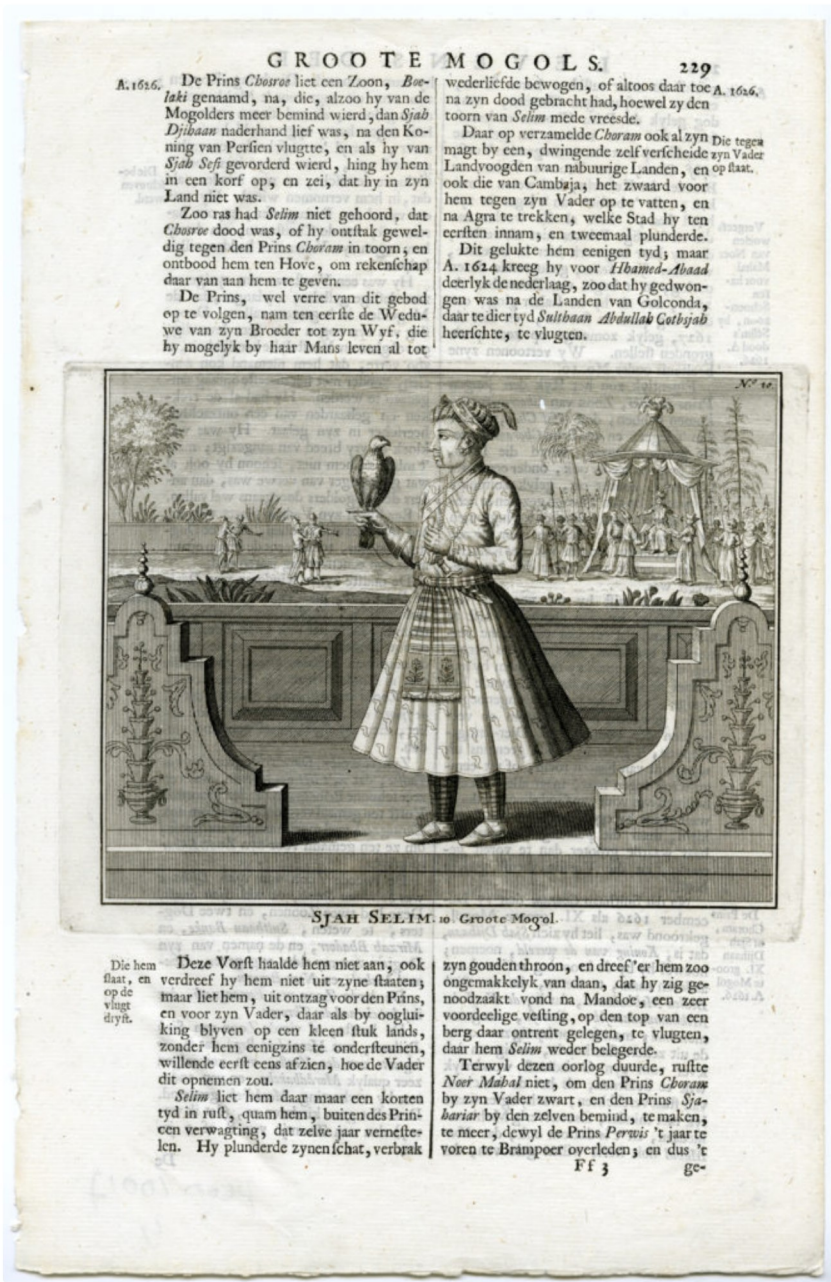 GROOTE MOGOLS. 229
A. 1626.
De Prins Chosroe liet een Zoon, Boe-
laki genaamd, na, die, alzoo hy van de
Mogolders meer bemind wierd, dan Sjah
Djihaan naderhand lief was, na den Ko-
ning van Persien vlugtte, en als hy van
Sjah Sefi gevorderd wierd, hing hy hem
in een korf op, en zei, dat hy in zyn
Land niet was.
Zoo ras had Selim niet gehoord, dat
Chosroe dood was, of hy ontstak gewel-
dig tegen den Prins Choram in toorn; en
ontbood hem ten Hove, om rekenschap
daar van aan hem te geven.
De Prins, wel verre van dit gebod
op te volgen, nam ten eerste de Wedu-
we van zyn Broeder tot zyn Wyf, die
hy mogelyk by haar Mans leven al tot
wederliefde bewogen, of altoos daar toe
na zyn dood gebracht had, hoewel zy den
toorn van Selim mede vreesde.
Daar op verzamelde Choram ook al zyn
magt by een, dwingende zelf verscheide
Landvoogden van nabuurige Landen, en
ook die van Cambaja, het zwaard voor
hem tegen zyn Vader op te vatten, en
na Agra te trekken, welke Stad hy ten
eersten innam, en tweemaal plunderde.
Dit gelukte hem eenigen tyd; maar
A. 1624 kreeg hy voor Hhamed-Abaad
deerlyk de nederlaag, zoo dat hy gedwon-
gen was na de Landen van Golconda,
daar te dier tyd Sulthaan Abdullah Cotbsjah
heerschte, te vlugten.
A. 1626.
Die tegen
zyn Vader
op staat.
No. 10.
SJAH SELIM. 10 Groote Mogol.
Die hem
slaat, en
op de
vlugt
dryft.
Deze Vorst haalde hem niet aan, ook
verdreef hy hem niet uit zyne staaten;
maar liet hem, uit ontzag voor den Prins,
en voor zyn Vader, daar als by ooglui-
king blyven op een kleen stuk lands,
zonder hem eenigzins te ondersteunen,
willende eerst eens afzien, hoe de Vader
dit opnemen zou.
Selim liet hem daar maar een korten
tyd in rust, quam hem, buiten des Prin-
cen verwagting, dat zelve jaar verneste-
len. Hy plunderde zynen schat, verbrak
zyn gouden throon, en dreef'er hem zoo
ongemakkelyk van daan, dat hy zig ge-
noodzaakt vond na Mandoe, een zeer
voordeelige vesting, op den top van een
berg daar ontrent gelegen, te vlugten,
daar hem Selim weder belegerde.
Terwyl dezen oorlog duurde, rustte
Noer Mahal niet, om den Prins Choram
by zyn Vader zwart, en den Prins Sja-
hariar by den zelven bemind, te maken,
te meer, dewyl de Prins Perwis 't jaar te
voren te Brampoer overleden; en dus 't
Ff 3 ge-